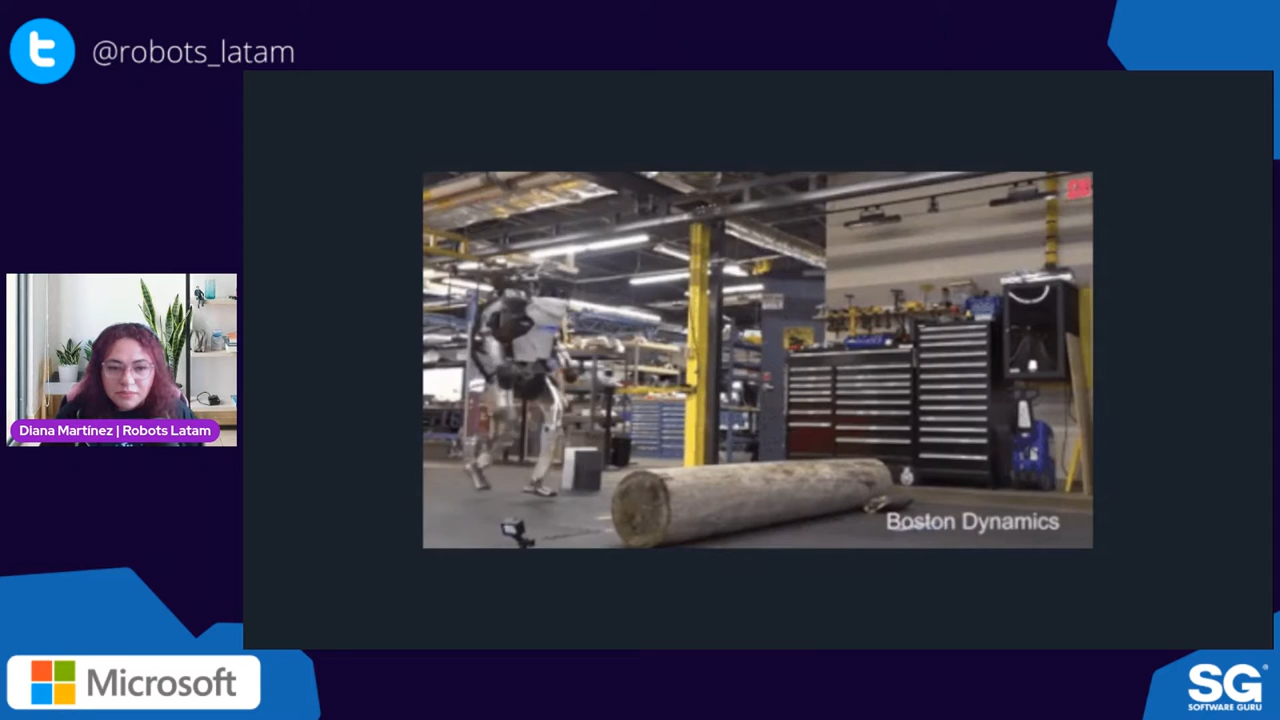 @robots_latam
Diana Martínez | Robots Latam
Boston Dynamics
Microsoft
SG
SOFTWARE GURU